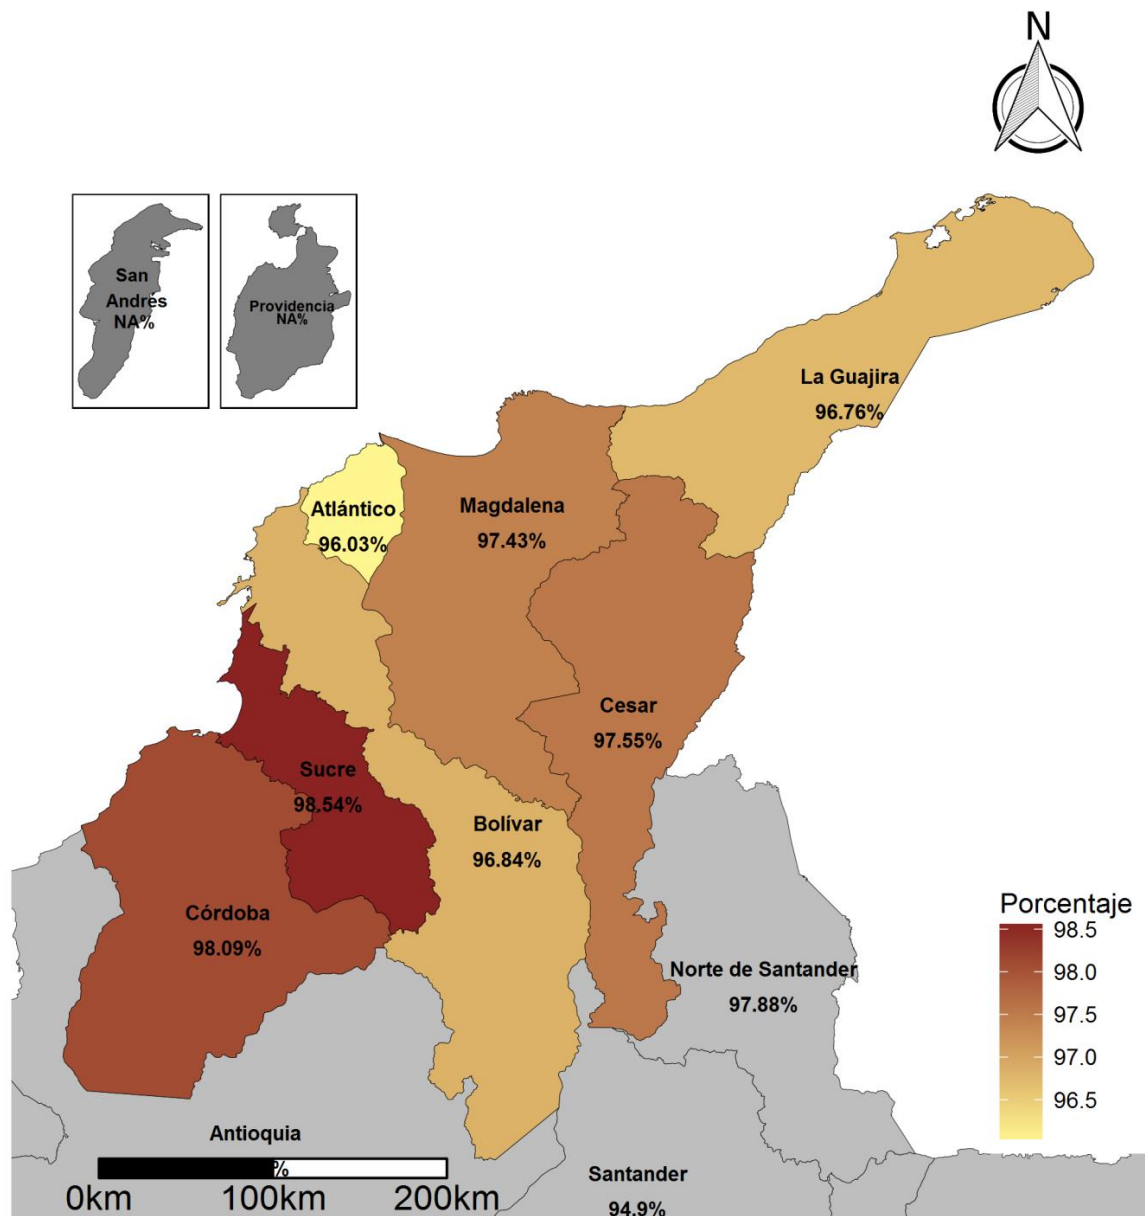 N
San
Andrés
NA%
Providencia
NA%
La Guajira
96.76%
Atlántico
96.03%
Magdalena
97.43%
Cesar
97.55%
Sucre
98.54%
Bolívar
96.84%
Córdoba
98.09%
Norte de Santander
97.88%
Porcentaje
98.5
98.0
97.5
97.0
96.5
Antioquia
%
Santander
94.9%
0km 100km 200km